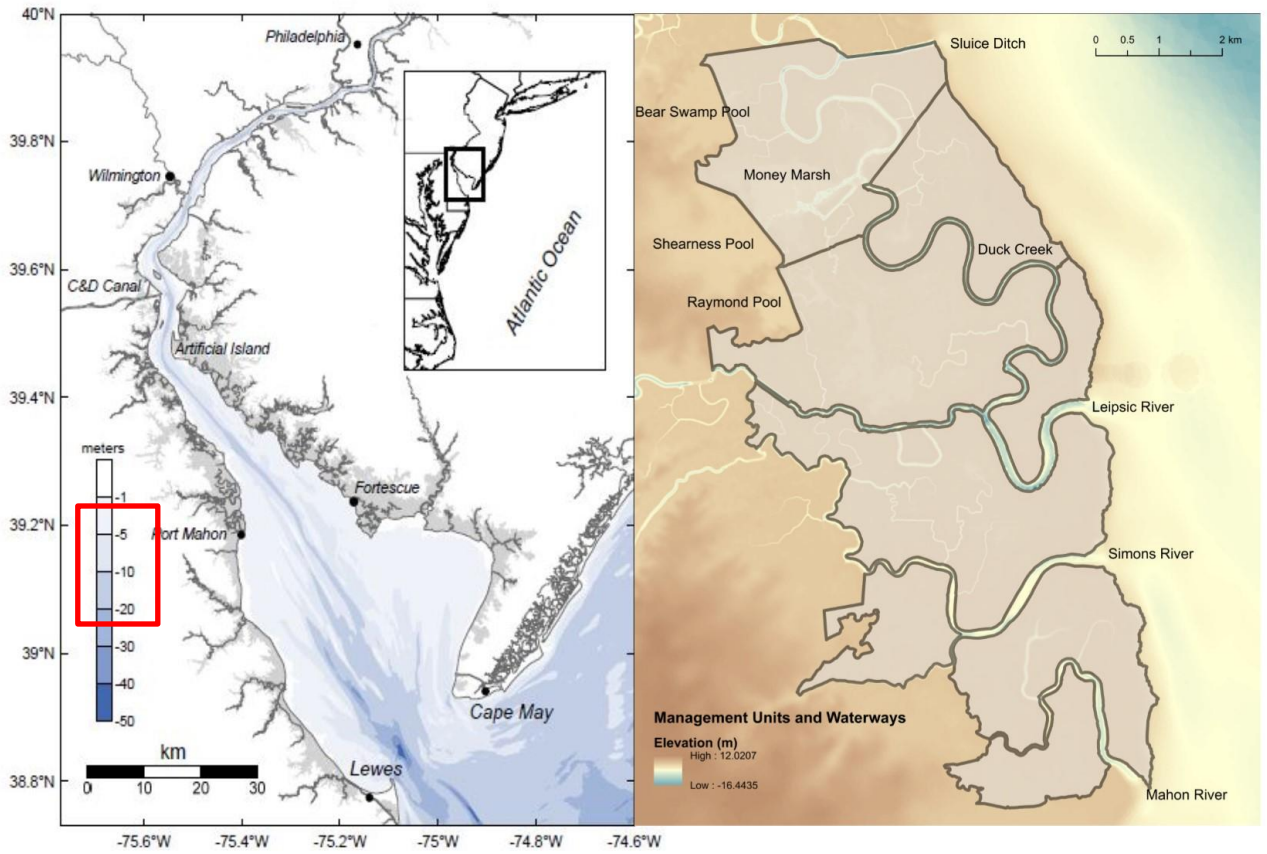 40°N
39.8°N
39.6°N
39.4°N
39.2°N
39°N
38.8°N
-75.6°W
-75.4°W
-75.2°W
-75°W
-74.8°W
-74.6°W
Philadelphia
Wilmington
C&D Canal
Artificial Island
Atlantic Ocean
Fortescue
Port Mahon
Cape May
Lewes
meters
-1
-5
-10
-20
-30
-40
-50
km
0 10 20 30
Sluice Ditch
0 0.5 1 2 km
Bear Swamp Pool
Money Marsh
Shearness Pool
Duck Creek
Raymond Pool
Leipsic River
Simons River
Management Units and Waterways
Elevation (m)
High : 12.0207
Low : -16.4435
Mahon River